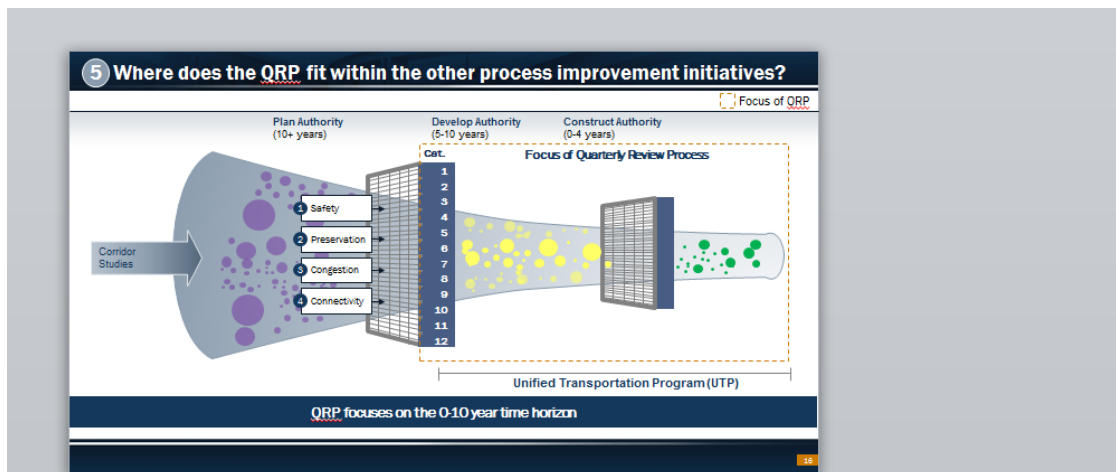 5 Where does the QRP fit within the other process improvement initiatives?
Focus of QRP
Plan Authority
(10+ years)
Develop Authority
(5-10 years)
Construct Authority
(0-4 years)
Cat.
Focus of Quarterly Review Process
1
2
3
4
5
6
7
8
9
10
11
12
1 Safety
2 Preservation
3 Congestion
4 Connectivity
Corridor
Studies
Unified Transportation Program (UTP)
QRP focuses on the 0-10 year time horizon
16